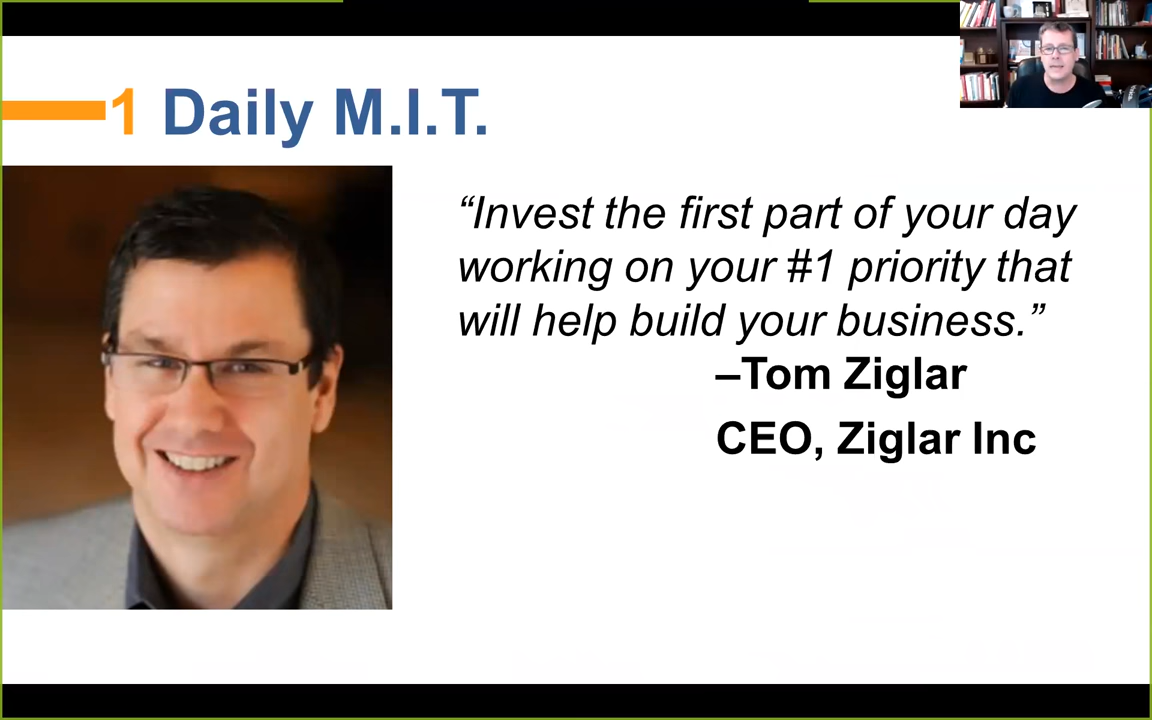 1 Daily M.I.T.
“Invest the first part of your day
working on your #1 priority that
will help build your business.”
–Tom Ziglar
CEO, Ziglar Inc